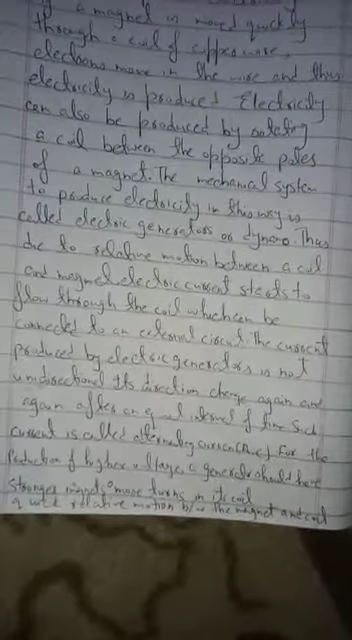 a magnet is moved quickly
through a coil of copper wire,
electrons move in the wire and thus
electricity is produced Electricity
can also be produced by rotating
a coil between the opposite poles
of a magnet. The mechanical system
to produce electricity in this way is
called electric generators or dynamo. Thus
due to relative motion between a coil
and magnet, electric current starts to
flow through the coil which can be
connected to an external circuit. The current
produced by electric generators is not
undirectional Its direction change again and
again after an equal interval of time Such
current is called alternating current (A.C) For the
Production of higher voltage, a generator should have
stronger magnets more turns in its coil
relative motion b/w the magnet and coil